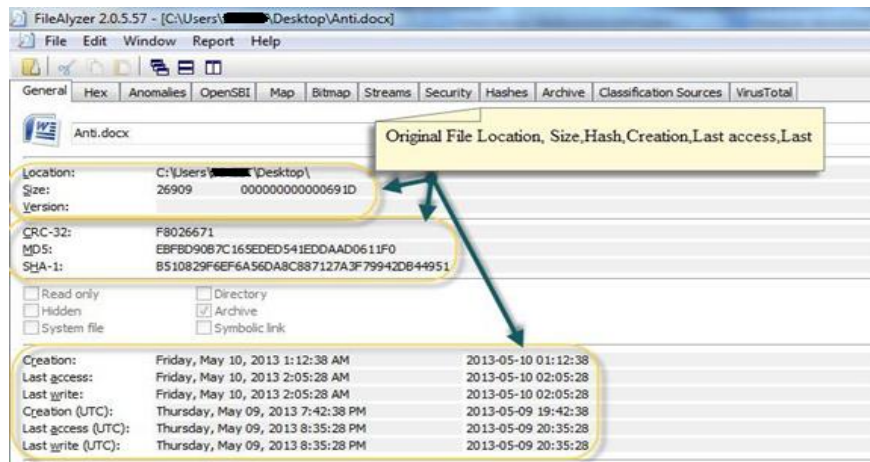 FileAlyzer 2.0.5.57 - [C:\Users\ \Desktop\Anti.docx]
File Edit Window Report Help
General Hex Anomalies OpenSBI Map Bitmap Streams Security Hashes Archive Classification Sources VirusTotal
Anti.docx
Original File Location, Size,Hash,Creation,Last access,Last
Location: C:\Users\ \Desktop\
Size: 26909 000000000000691D
Version:
CRC-32: F8026671
MD5: EBFBD90B7C165EDED541EDDAAD0611F0
SHA-1: B510829F6EF6A56DA8C887127A3F79942DB44951
Read only Directory
Hidden Archive
System file Symbolic link
Creation: Friday, May 10, 2013 1:12:38 AM 2013-05-10 01:12:38
Last access: Friday, May 10, 2013 2:05:28 AM 2013-05-10 02:05:28
Last write: Friday, May 10, 2013 2:05:28 AM 2013-05-10 02:05:28
Creation (UTC): Thursday, May 09, 2013 7:42:38 PM 2013-05-09 19:42:38
Last access (UTC): Thursday, May 09, 2013 8:35:28 PM 2013-05-09 20:35:28
Last write (UTC): Thursday, May 09, 2013 8:35:28 PM 2013-05-09 20:35:28